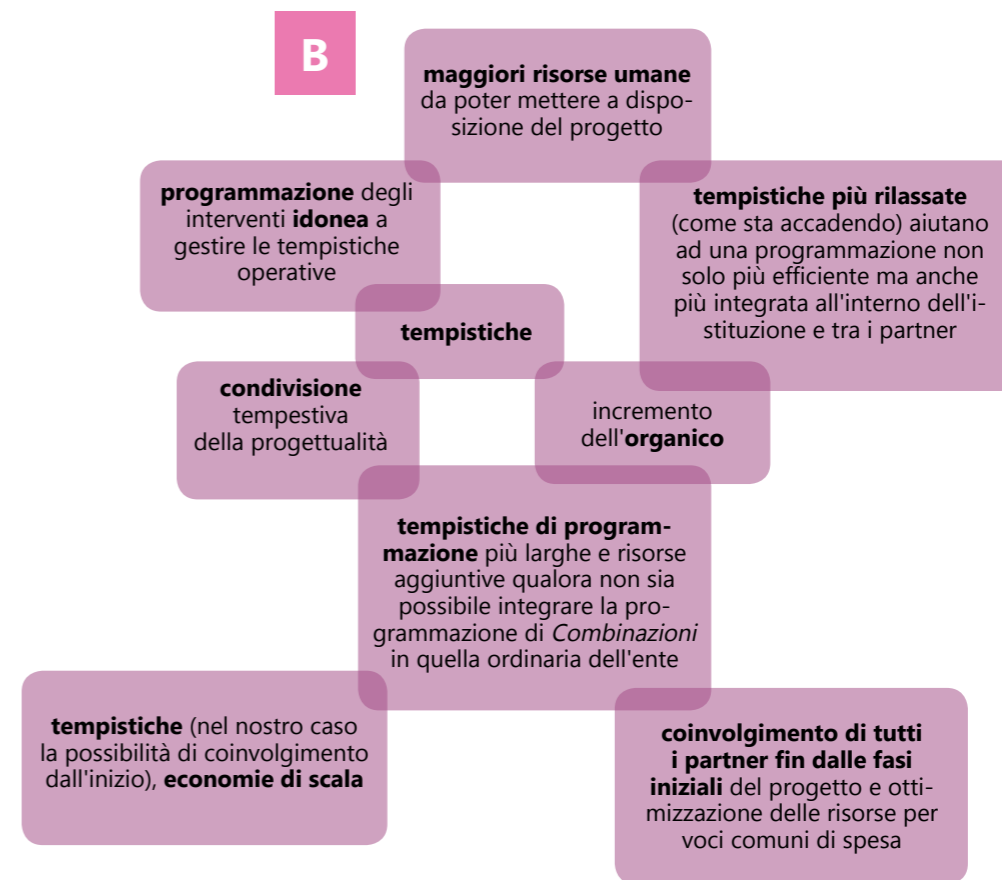 B
maggiori risorse umane
da poter mettere a dispo-
sizione del progetto
programmazione degli
interventi idonea a
gestire le tempistiche
operative
tempistiche più rilassate
(come sta accadendo) aiutano
ad una programmazione non
solo più efficiente ma anche
più integrata all'interno dell'i-
stituzione e tra i partner
tempistiche
condivisione
tempestiva
della progettualità
incremento
dell'organico
tempistiche di program-
mazione più larghe e risorse
aggiuntive qualora non sia
possibile integrare la pro-
grammazione di Combinazioni
in quella ordinaria dell'ente
tempistiche (nel nostro caso
la possibilità di coinvolgimento
dall'inizio), economie di scala
coinvolgimento di tutti
i partner fin dalle fasi
iniziali del progetto e otti-
mizzazione delle risorse per
voci comuni di spesa